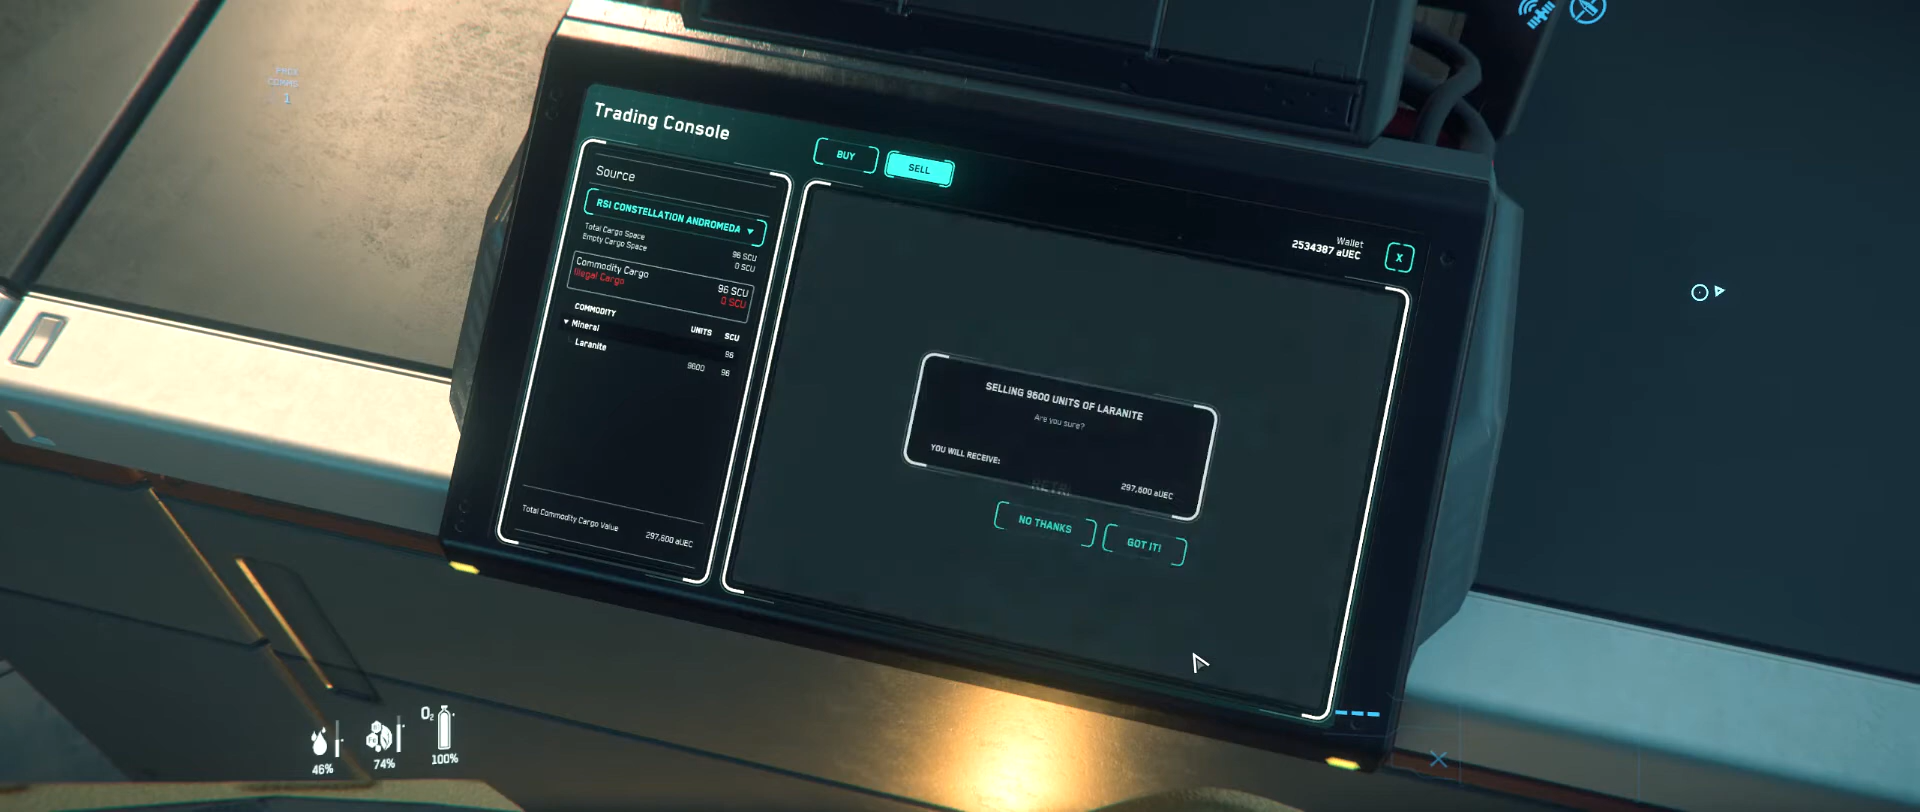 PMDX
COMMS
1
Trading Console
BUY
SELL
Source
RSI CONSTELLATION ANDROMEDA
Total Cargo Space 96 SCU
Empty Cargo Space 0 SCU
Commodity Cargo 96 SCU
Illegal Cargo 0 SCU
COMMODITY UNITS SCU
Mineral 96
Laranite 9600 96
Total Commodity Cargo Value 297,600 aUEC
Wallet
2534387 aUEC
X
SELLING 9600 UNITS OF LARANITE
Are you sure?
YOU WILL RECEIVE:
297,600 aUEC
NO THANKS
GOT IT!
O₂
46%
74%
100%